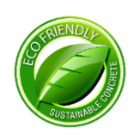 ECO FRIENDLY
SUSTAINABLE CONCRETE